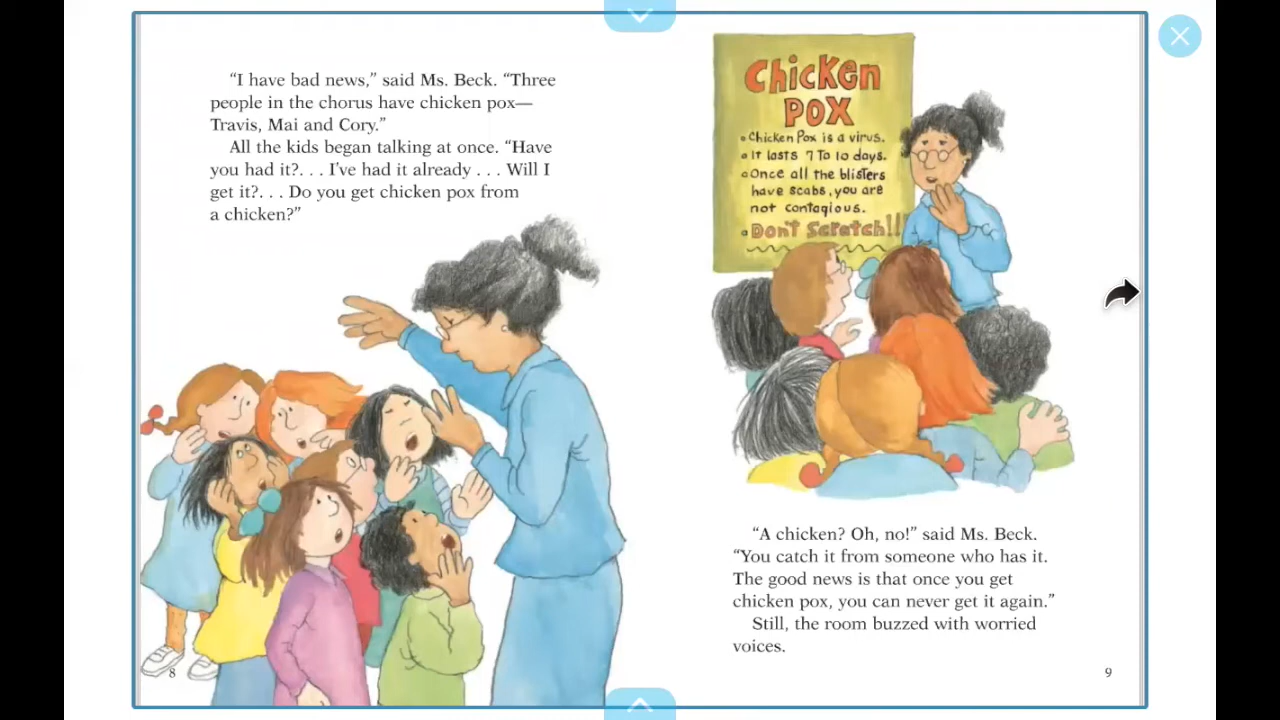 “I have bad news,” said Ms. Beck. “Three
people in the chorus have chicken pox—
Travis, Mai and Cory.”
All the kids began talking at once. “Have
you had it?. . . I've had it already . . . Will I
get it?. . . Do you get chicken pox from
a chicken?”
8
Chicken
POX
• Chicken Pox is a virus.
• It lasts 7 To 10 days.
• Once all the blisters
have scabs, you are
not contagious.
• Don't Scratch!!
“A chicken? Oh, no!” said Ms. Beck.
“You catch it from someone who has it.
The good news is that once you get
chicken pox, you can never get it again.”
Still, the room buzzed with worried
voices.
9